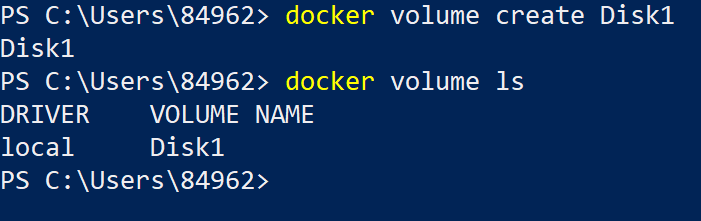 PS C:\Users\84962> docker volume create Disk1
Disk1
PS C:\Users\84962> docker volume ls
DRIVER    VOLUME NAME
local     Disk1
PS C:\Users\84962>